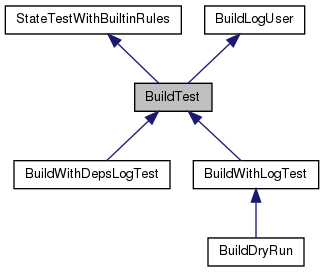 StateTestWithBuiltinRules
BuildLogUser
BuildTest
BuildWithDepsLogTest
BuildWithLogTest
BuildDryRun